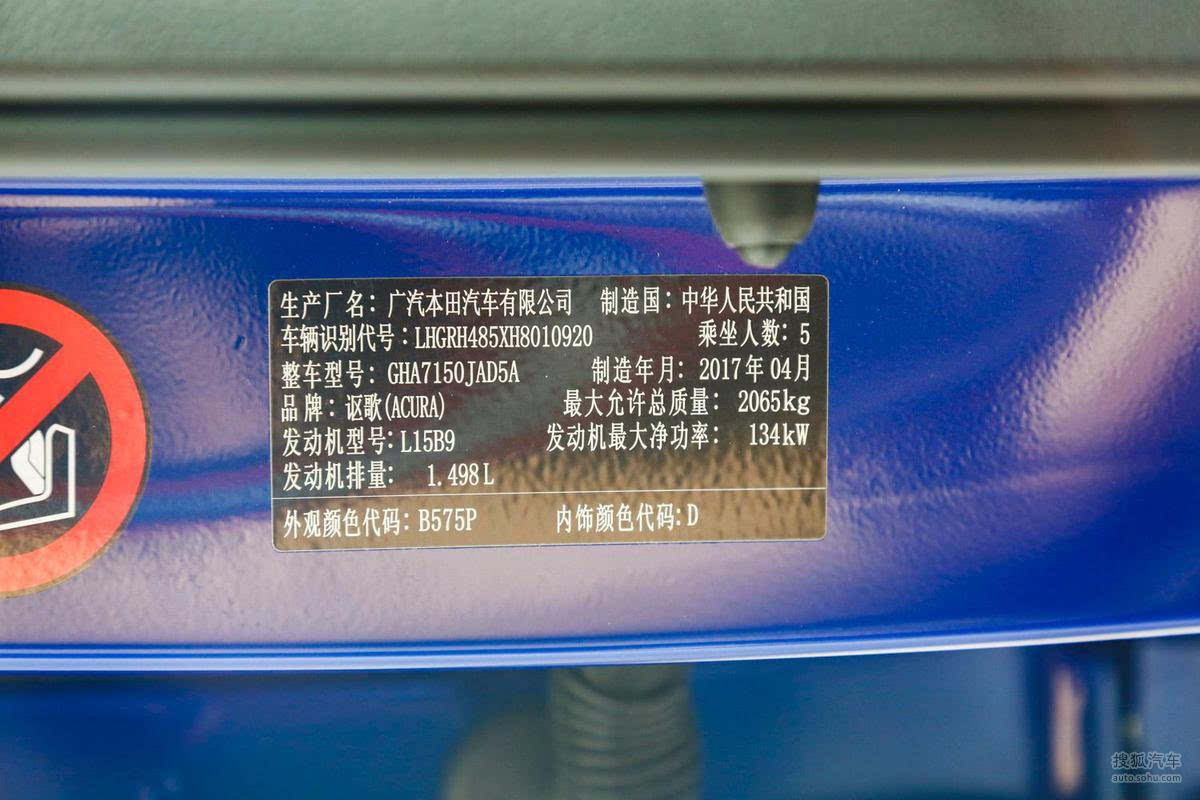 生产厂名：广汽本田汽车有限公司 制造国：中华人民共和国
车辆识别代号：LHGRH485XH8010920 乘坐人数：5
整车型号：GHA7150JAD5A 制造年月：2017年04月
品牌：讴歌(ACURA) 最大允许总质量：2065kg
发动机型号：L15B9 发动机最大净功率：134kW
发动机排量：1.498L
外观颜色代码：B575P 内饰颜色代码：D
搜狐汽车
auto.sohu.com